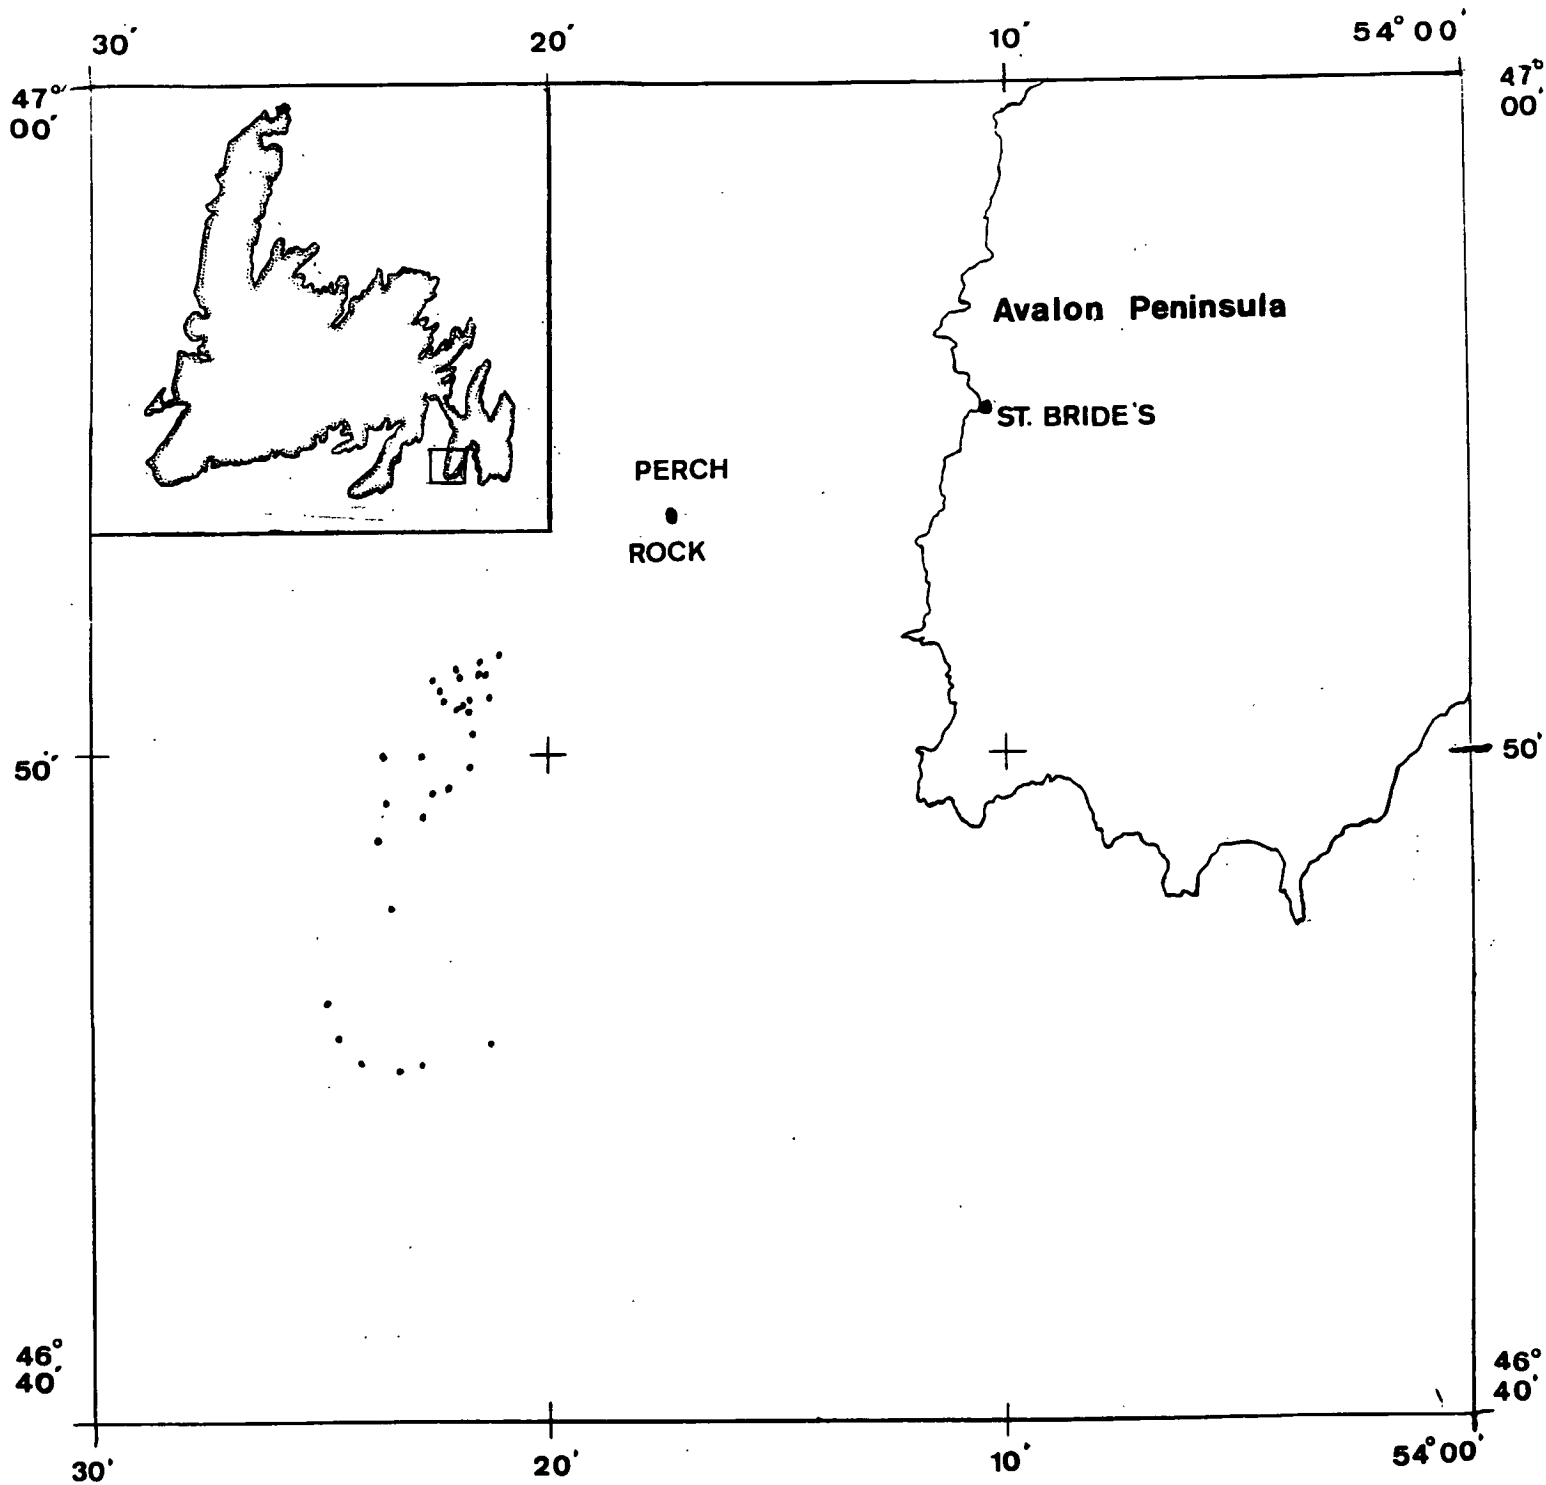 30′ 20′ 10′ 54° 00′
47° 00′
47° 00′
Avalon Peninsula
ST. BRIDE'S
PERCH
ROCK
50′
50′
46° 40′
46° 40′
30′ 20′ 10′ 54° 00′